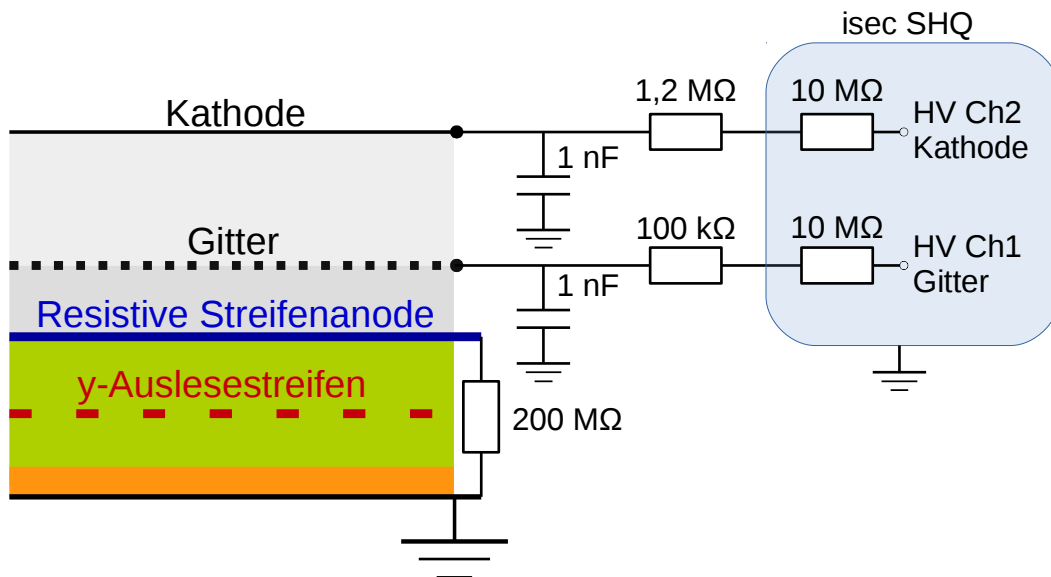 isec SHQ
1,2 MΩ
10 MΩ
Kathode
HV Ch2
Kathode
1 nF
Gitter
100 kΩ
10 MΩ
HV Ch1
Gitter
1 nF
Resistive Streifenanode
y-Auslesestreifen
200 MΩ